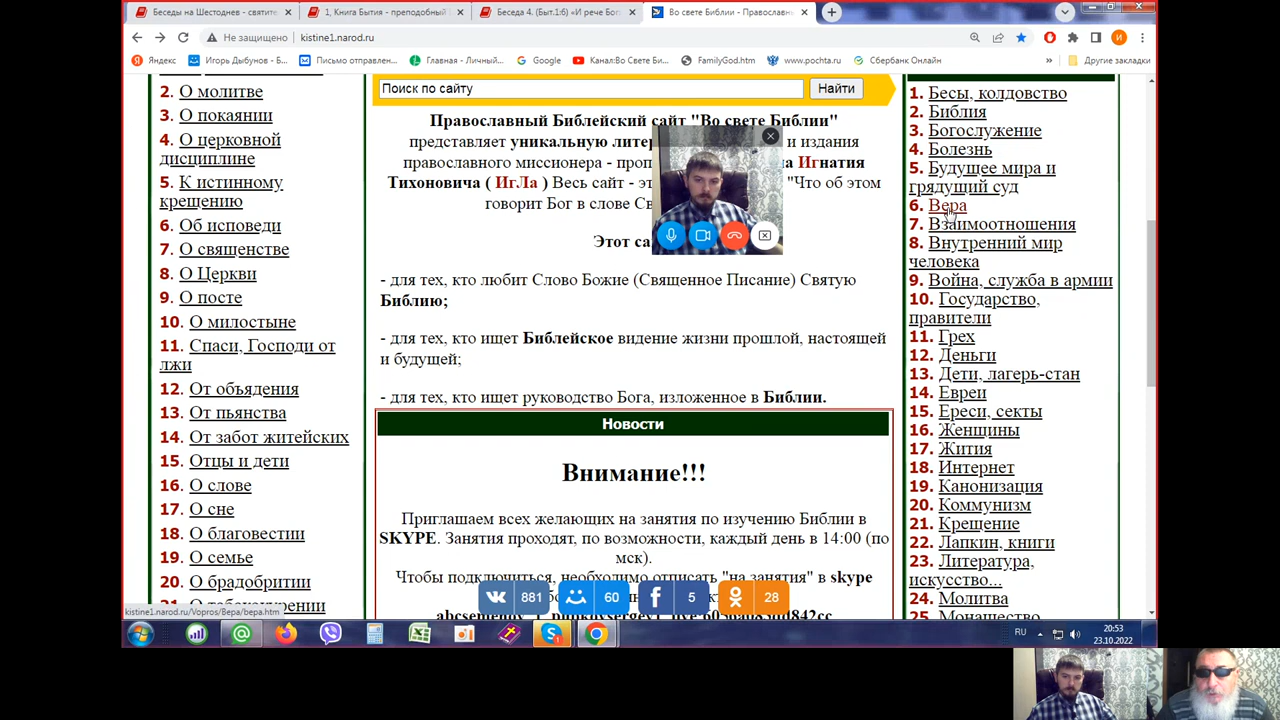 Беседы на Шестоднев - святите
1, Книга Бытия - преподобный
Беседа 4. (Быт.1:6) «И рече Бог
Во свете Библии - Православны
Не защищено
kistine1.narod.ru
Яндекс
Игорь Дыбунов - Б...
Письмо отправлен...
Главная - Личный...
Google
Канал:Во Свете Би...
FamilyGod.htm
www.pochta.ru
Сбербанк Онлайн
»
Другие закладки
2. О молитве
3. О покаянии
4. О церковной
дисциплине
5. К истинному
крещению
6. Об исповеди
7. О священстве
8. О Церкви
9. О посте
10. О милостыне
11. Спаси, Господи от
лжи
12. От объядения
13. От пьянства
14. От забот житейских
15. Отцы и дети
16. О слове
17. О сне
18. О благовестии
19. О семье
20. О брадобритии
kistine1.narod.ru/Vopros/Вера/вера.htm
Поиск по сайту
Найти
Православный Библейский сайт "Во свете Библии"
представляет уникальную и издания
православного миссионера - Игнатия
Тихоновича ( ИгЛа ) Весь сайт - "Что об этом
говорит Бог в слове
Этот
- для тех, кто любит Слово Божие (Священное Писание) Святую
Библию;
- для тех, кто ищет Библейское видение жизни прошлой, настоящей
и будущей;
- для тех, кто ищет руководство Бога, изложенное в Библии.
Новости
Внимание!!!
Приглашаем всех желающих на занятия по изучению Библии в
SKYPE. Занятия проходят, по возможности, каждый день в 14:00 (по
мск).
Чтобы подключиться, необходимо отписать "на занятия" в skype
881
60
5
28
1. Бесы, колдовство
2. Библия
3. Богослужение
4. Болезнь
5. Будущее мира и
грядущий суд
6. Вера
7. Взаимоотношения
8. Внутренний мир
человека
9. Война, служба в армии
10. Государство,
правители
11. Грех
12. Деньги
13. Дети, лагерь-стан
14. Евреи
15. Ереси, секты
16. Женщины
17. Жития
18. Интернет
19. Канонизация
20. Коммунизм
21. Крещение
22. Лапкин, книги
23. Литература,
искусство...
24. Молитва
25. Монашество
RU
20:53
23.10.2022